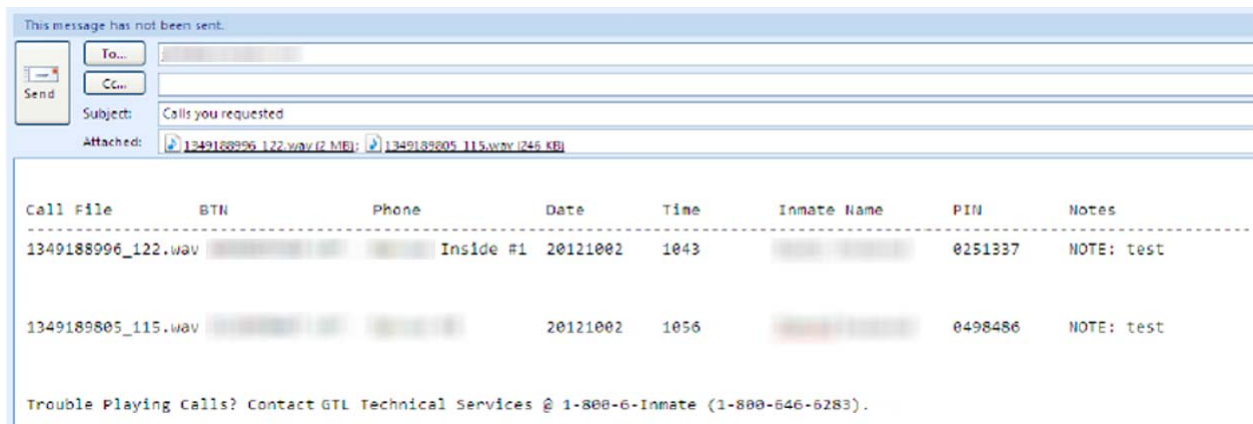 This message has not been sent.
To...
Send
Cc...
Subject: Calls you requested
Attached: 1349188996_122.wav (2 MB); 1349189805_115.wav (246 KB)
Call File BTN Phone Date Time Inmate Name PIN Notes
1349188996_122.wav Inside #1 20121002 1043 0251337 NOTE: test
1349189805_115.wav 20121002 1056 0498486 NOTE: test
Trouble Playing Calls? Contact GTL Technical Services @ 1-800-6-Inmate (1-800-646-6283).